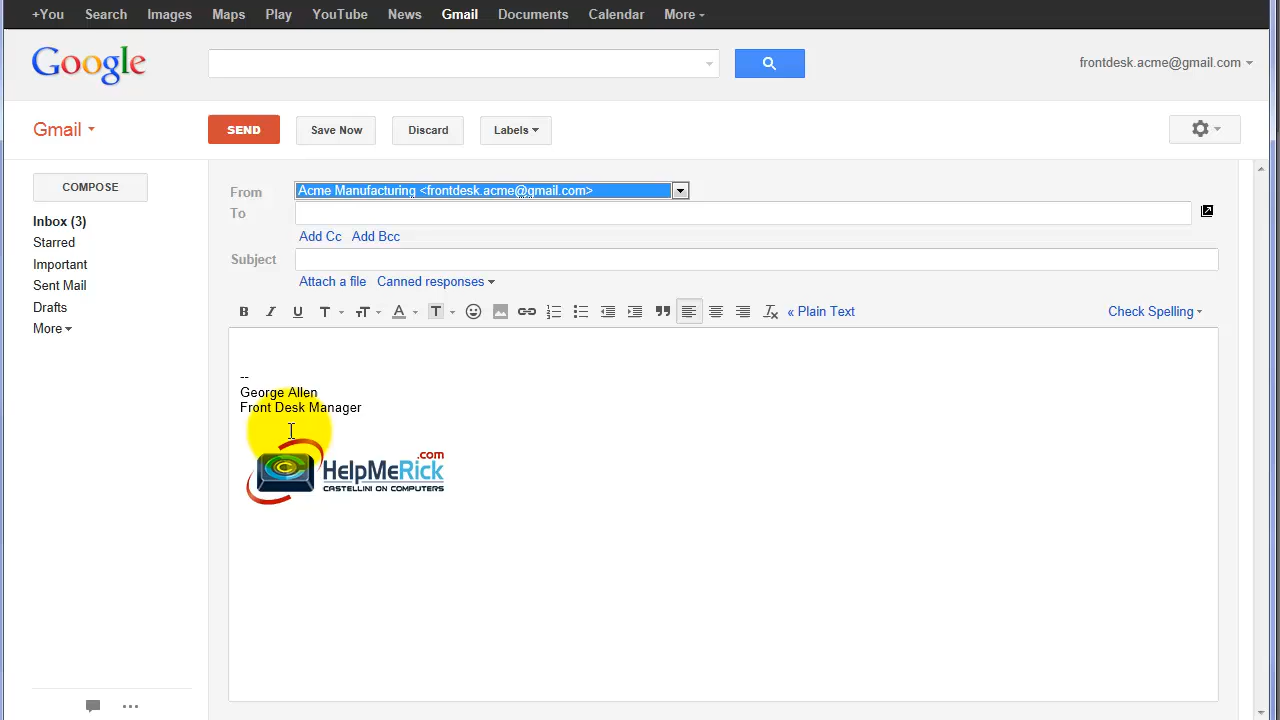 +You Search Images Maps Play YouTube News Gmail Documents Calendar More
Google
frontdesk.acme@gmail.com
Gmail
SEND Save Now Discard Labels
COMPOSE
Inbox (3)
Starred
Important
Sent Mail
Drafts
More
From Acme Manufacturing <frontdesk.acme@gmail.com>
To
Add Cc Add Bcc
Subject
Attach a file Canned responses
B I U T T A T « Plain Text Check Spelling
--
George Allen
Front Desk Manager
.com
HelpMeRick
CASTELLINI ON COMPUTERS